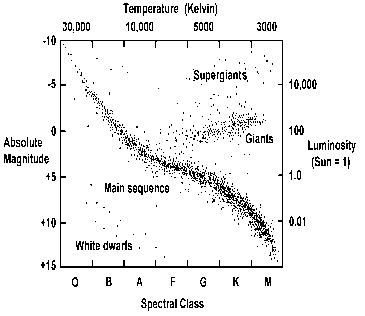 Temperature (Kelvin)
30,000 10,000 5000 3000
-10
Supergiants
10,000
-5
0
100
Giants
Absolute
Magnitude
Luminosity
(Sun = 1)
+5
1.0
Main sequence
+10
0.01
White dwarfs
+15
O B A F G K M
Spectral Class